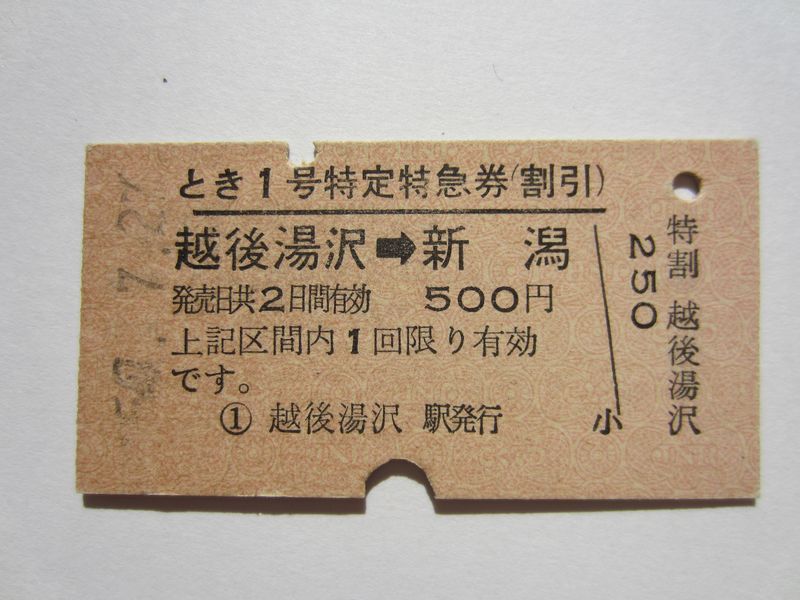 とき1号特定特急券(割引)
越後湯沢➡新潟
発売日共2日間有効 500円
上記区間内1回限り有効
です。
① 越後湯沢 駅発行
小
250
特割 越後湯沢